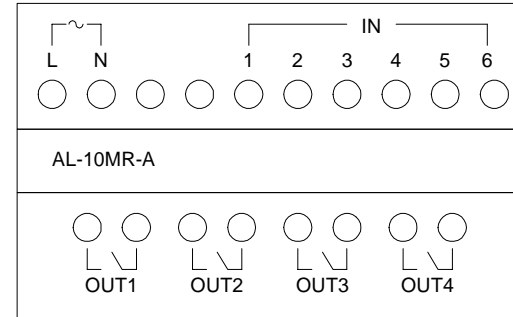 IN
L N 1 2 3 4 5 6
AL-10MR-A
OUT1 OUT2 OUT3 OUT4